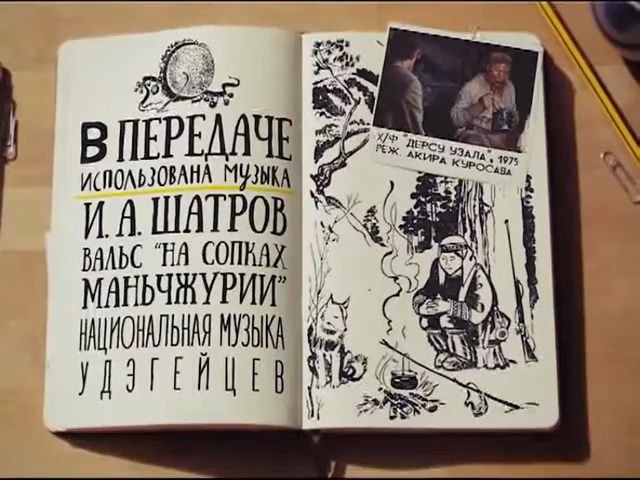 В ПЕРЕДАЧЕ
ИСПОЛЬЗОВАНА МУЗЫКА
И. А. ШАТРОВ
ВАЛЬС "НА СОПКАХ
МАНЬЧЖУРИИ"
НАЦИОНАЛЬНАЯ МУЗЫКА
УДЭГЕЙЦЕВ
Х/Ф "ДЕРСУ УЗАЛА", 1975
РЕЖ. АКИРА КУРОСАВА